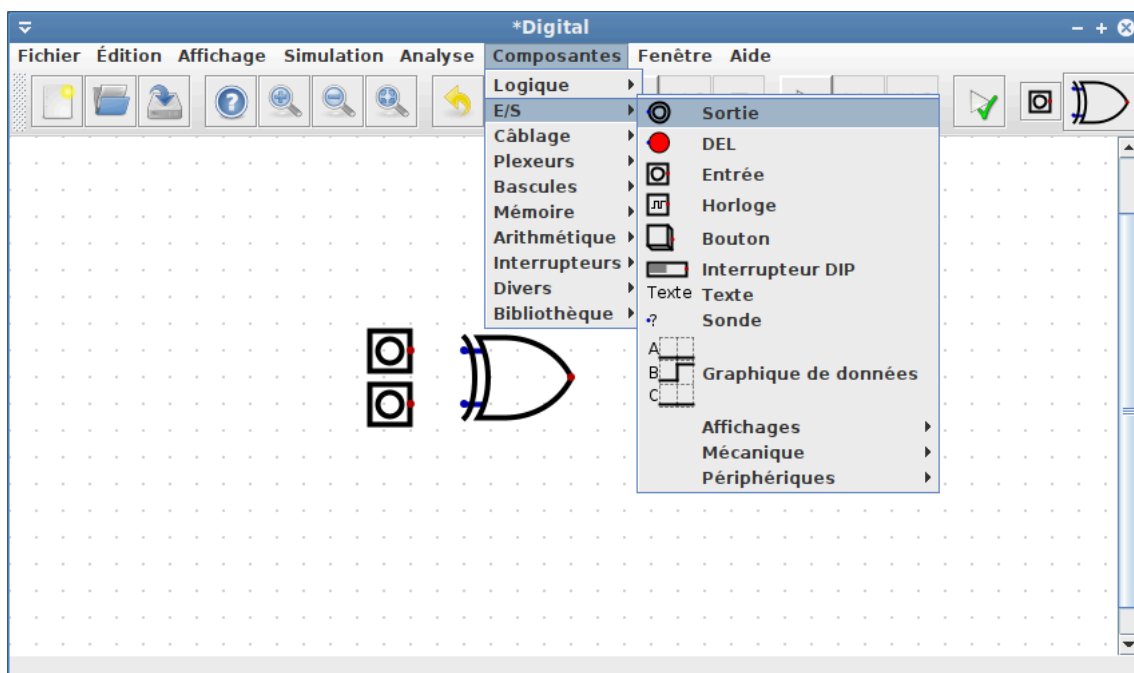 *Digital
Fichier Édition Affichage Simulation Analyse Composantes Fenêtre Aide
Logique
E/S
Câblage
Plexeurs
Bascules
Mémoire
Arithmétique
Interrupteurs
Divers
Bibliothèque
Sortie
DEL
Entrée
Horloge
Bouton
Interrupteur DIP
Texte Texte
·? Sonde
A
B Graphique de données
C
Affichages
Mécanique
Périphériques